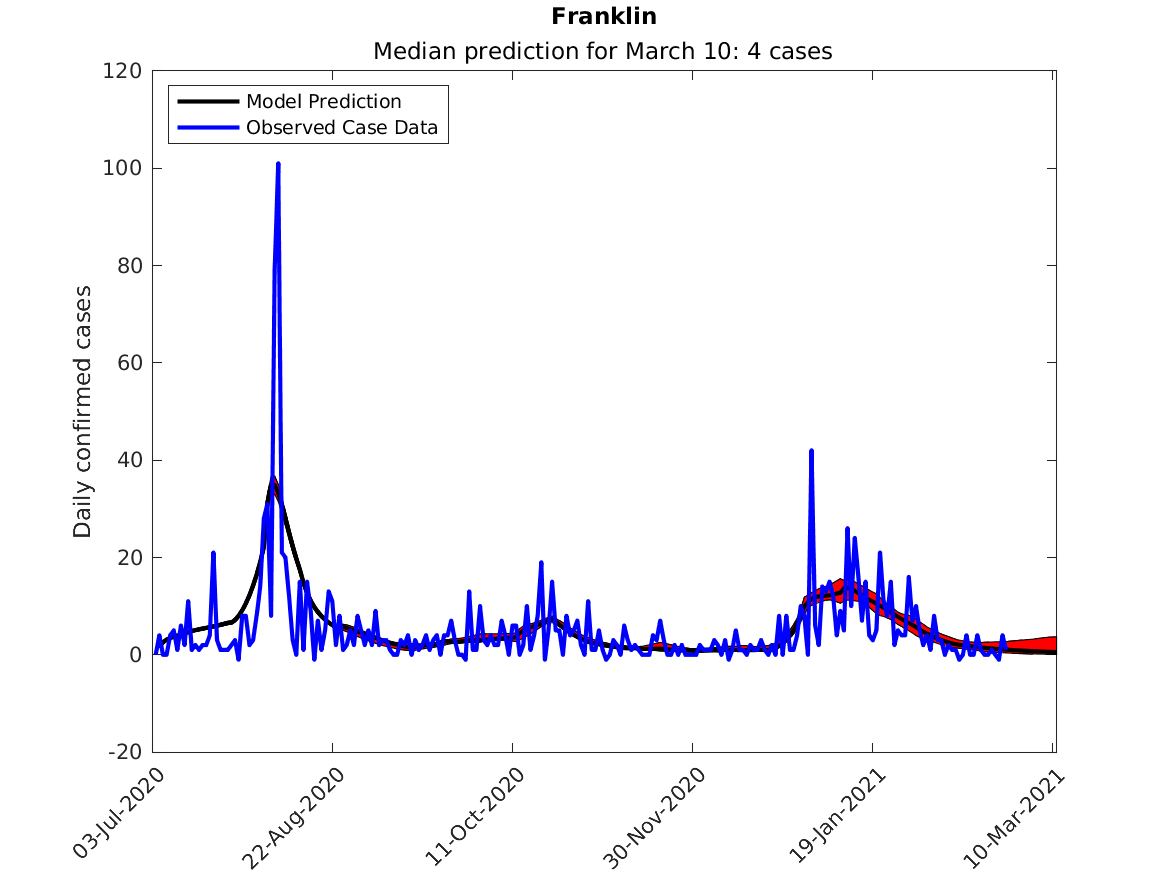 Franklin
Median prediction for March 10: 4 cases
Model Prediction
Observed Case Data
Daily confirmed cases
120
100
80
60
40
20
0
-20
03-Jul-2020
22-Aug-2020
11-Oct-2020
30-Nov-2020
19-Jan-2021
10-Mar-2021